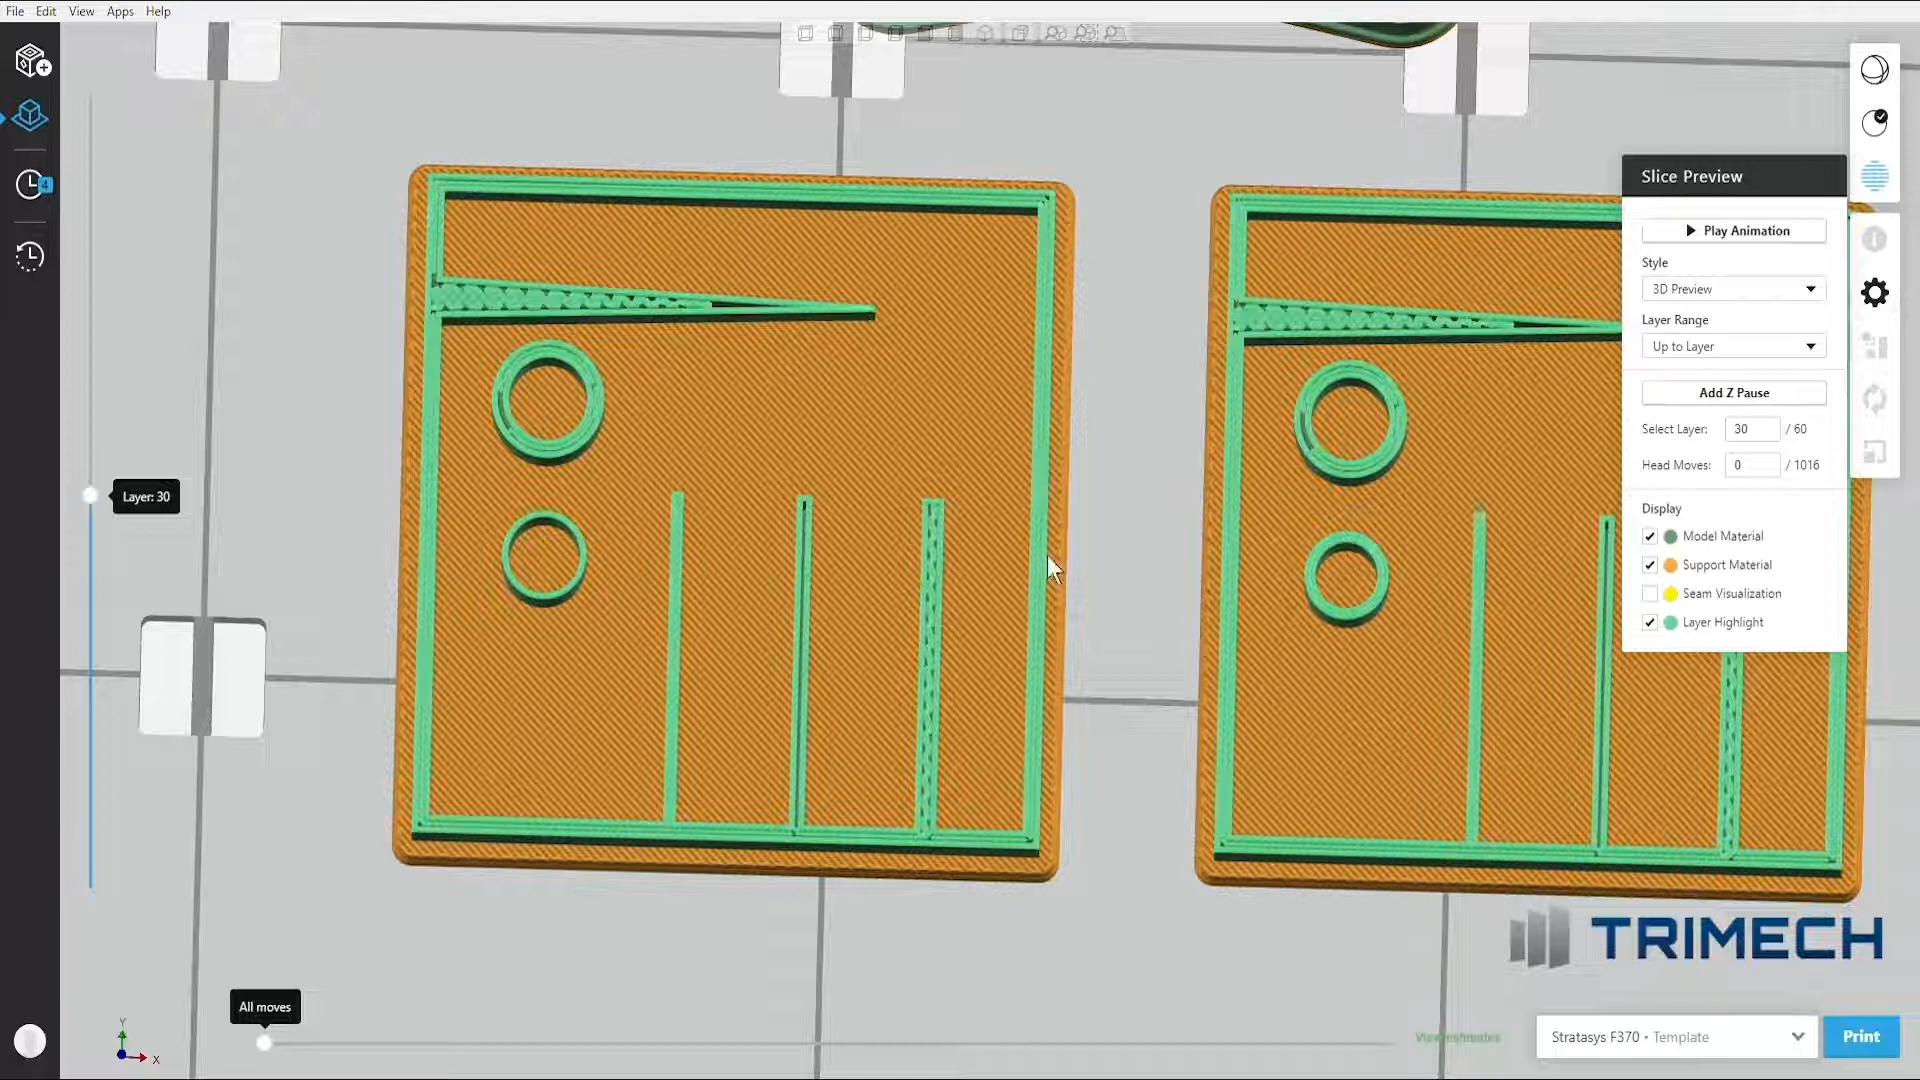 File Edit View Apps Help
4
Slice Preview
Play Animation
Style
3D Preview
Layer Range
Up to Layer
Add Z Pause
Select Layer: 30 / 60
Layer: 30
Head Moves: 0 / 1016
Display
Model Material
Support Material
Seam Visualization
Layer Highlight
TRIMECH
All moves
Y
X
Stratasys F370 • Template
Print